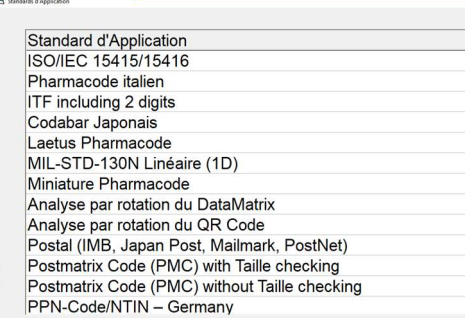 Standards d'Application
Standard d'Application
ISO/IEC 15415/15416
Pharmacode italien
ITF including 2 digits
Codabar Japonais
Laetus Pharmacode
MIL-STD-130N Linéaire (1D)
Miniature Pharmacode
Analyse par rotation du DataMatrix
Analyse par rotation du QR Code
Postal (IMB, Japan Post, Mailmark, PostNet)
Postmatrix Code (PMC) with Taille checking
Postmatrix Code (PMC) without Taille checking
PPN-Code/NTIN – Germany